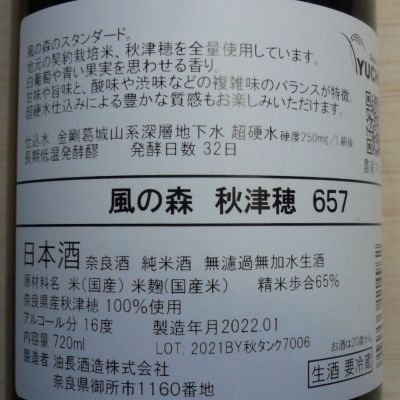 風の森のスタンダード。
地元の契約栽培米、秋津穂を全量使用しています。
白葡萄や青い果実を思わせる香り。
甘味や旨味と、酸味や渋味などの複雑味のバランスが特徴。
超硬水仕込みによる豊かな質感もお楽しみいただけます。
仕込水 金剛葛城山系深層地下水 超硬水 硬度250mg/L前後
長期低温発酵醪 発酵日数 32日
風の森 秋津穂 657
日本酒 奈良酒 純米酒 無濾過無加水生酒
原材料名 米(国産) 米麹(国産米) 精米歩合65%
奈良県産秋津穂 100%使用
アルコール分 16度 製造年月2022.01
内容量 720ml LOT: 2021BY秋タンク7006
製造者 油長酒造株式会社 お酒は20歳から
奈良県御所市1160番地
生酒 要冷蔵